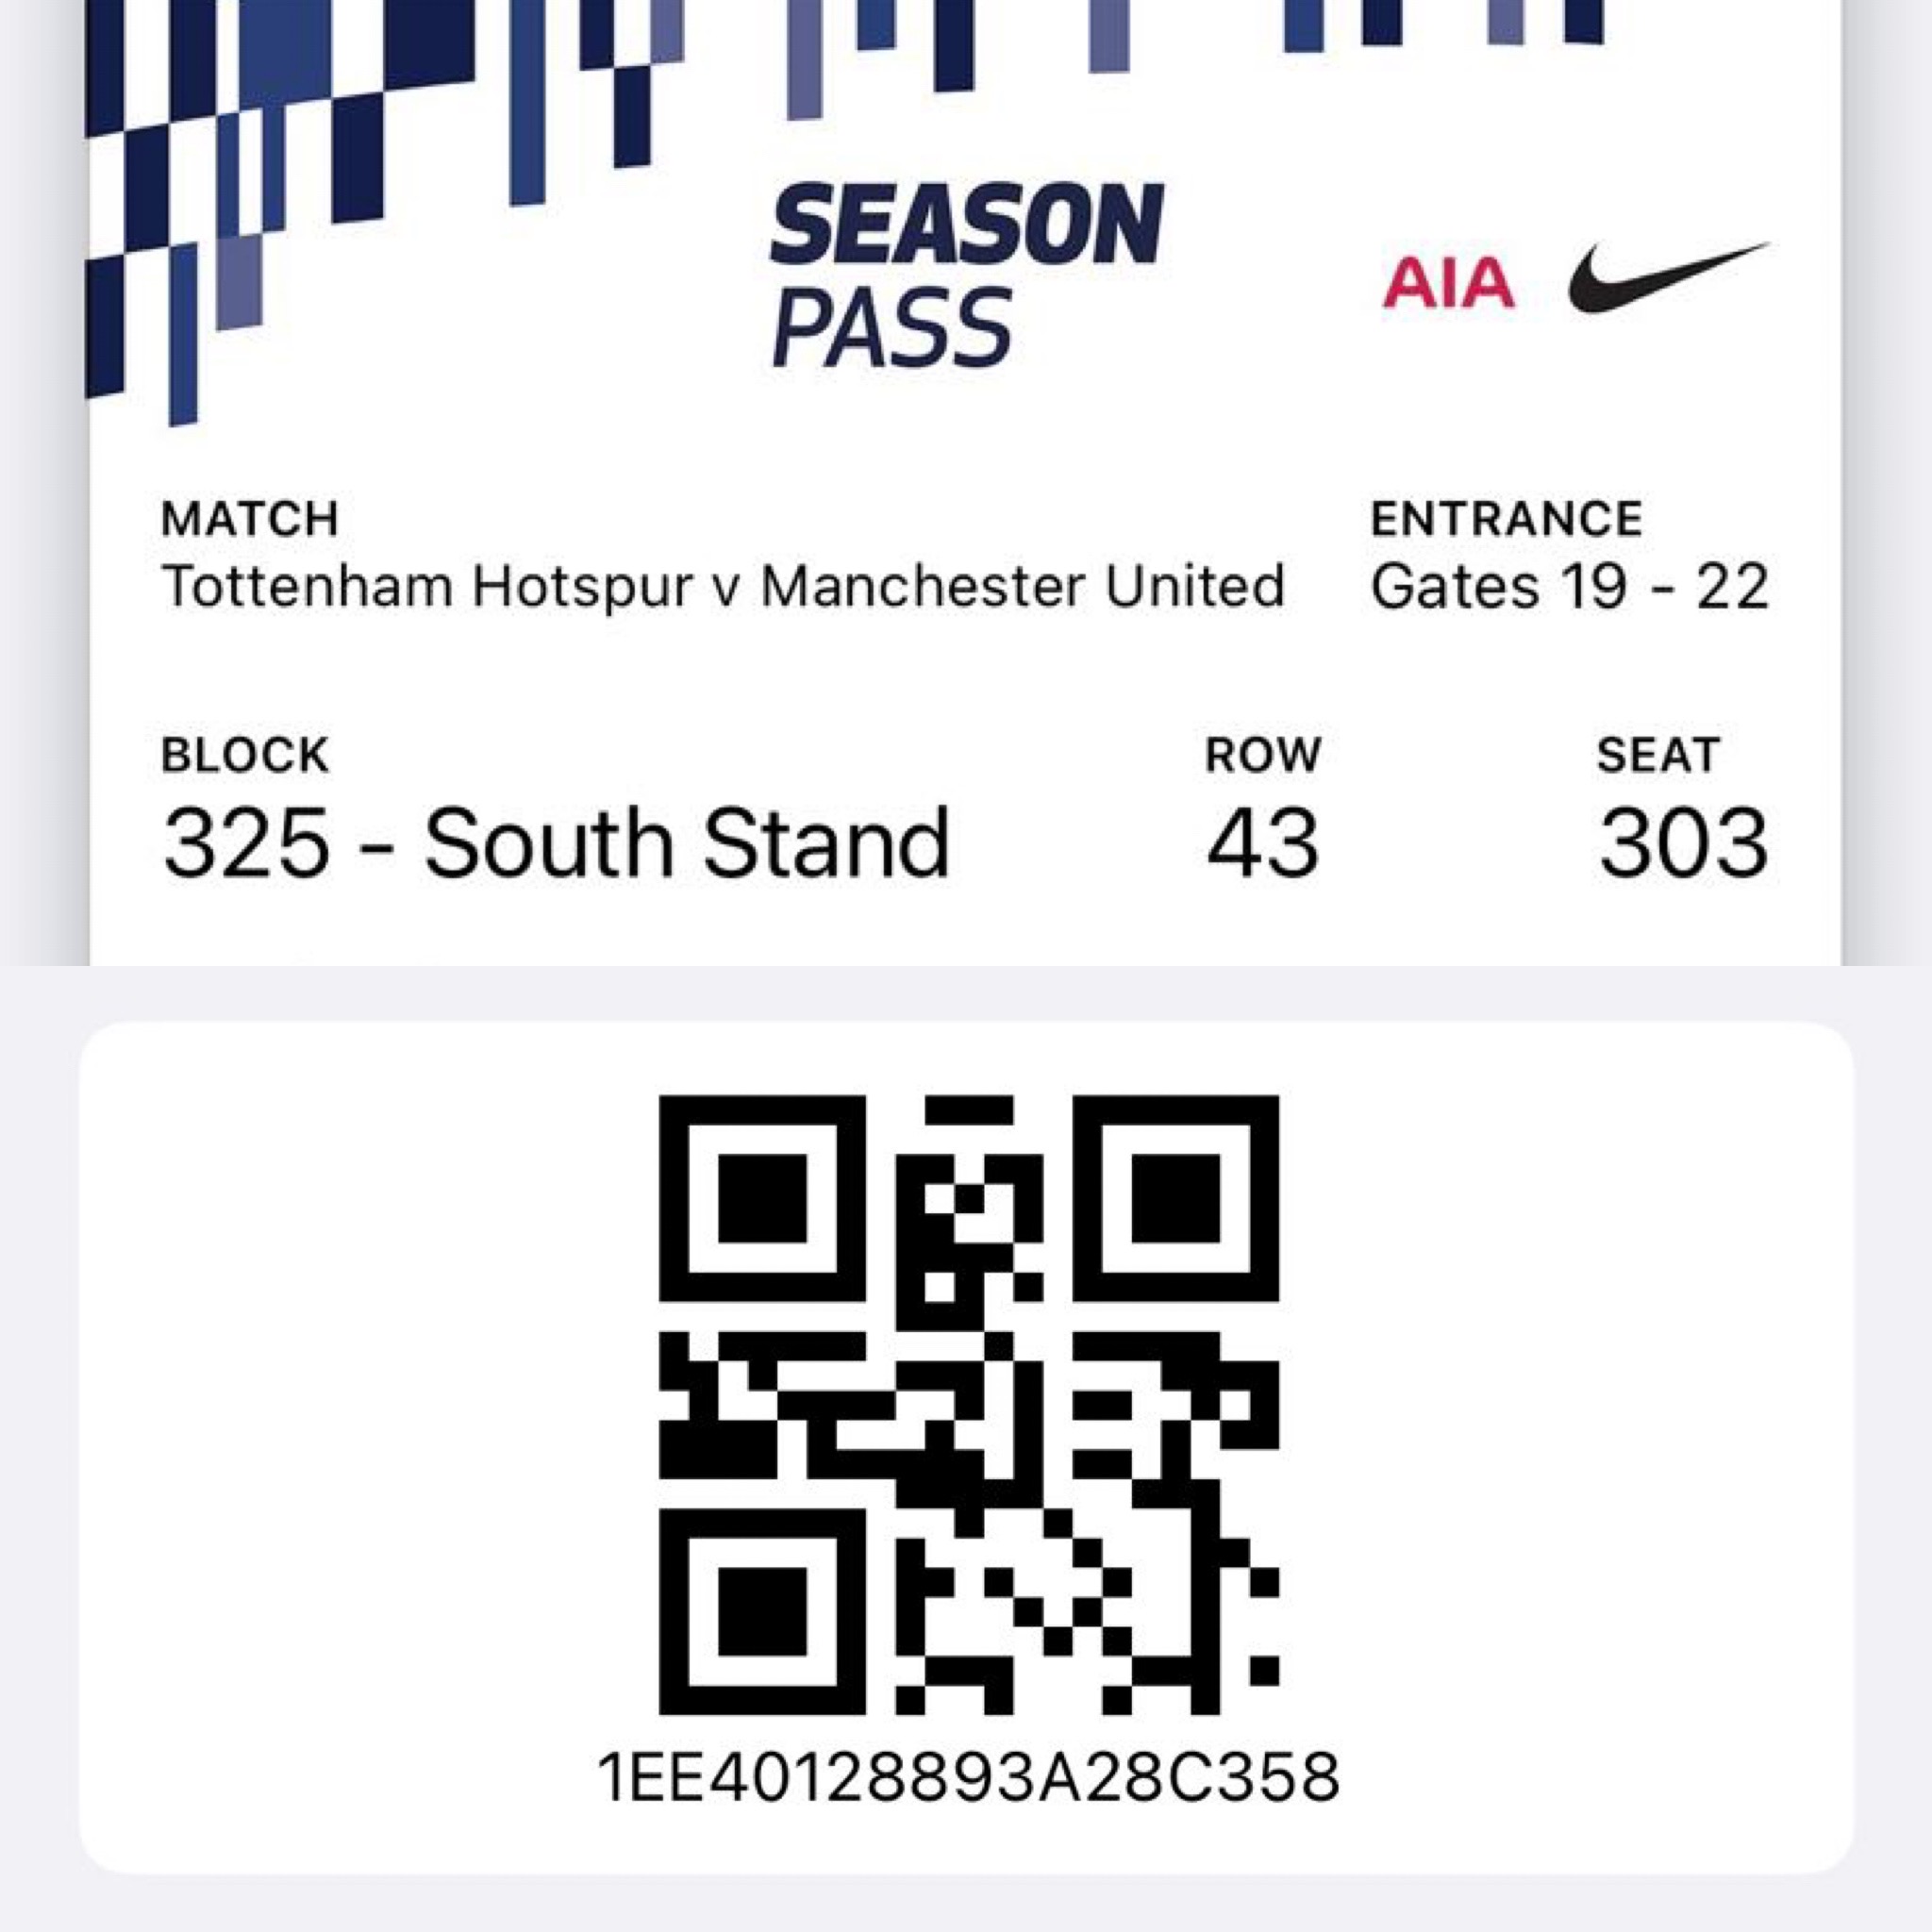 SEASON
PASS
AIA
MATCH
ENTRANCE
Tottenham Hotspur v Manchester United
Gates 19 - 22
BLOCK
ROW
SEAT
325 - South Stand
43
303
1EE40128893A28C358